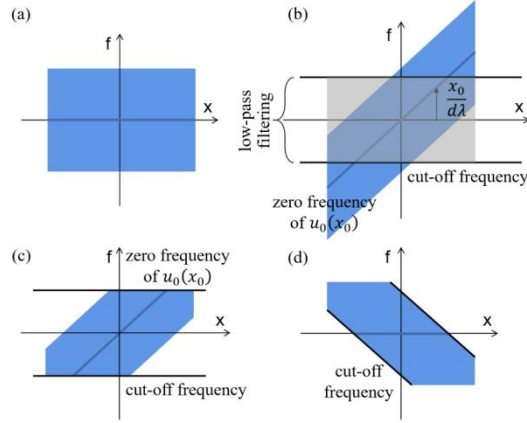 (a)
f
x
(b)
f
x₀
dλ
x
low-pass
filtering
cut-off frequency
zero frequency
of u₀(x₀)
(c)
f
zero frequency
of u₀(x₀)
x
cut-off frequency
(d)
f
x
cut-off
frequency